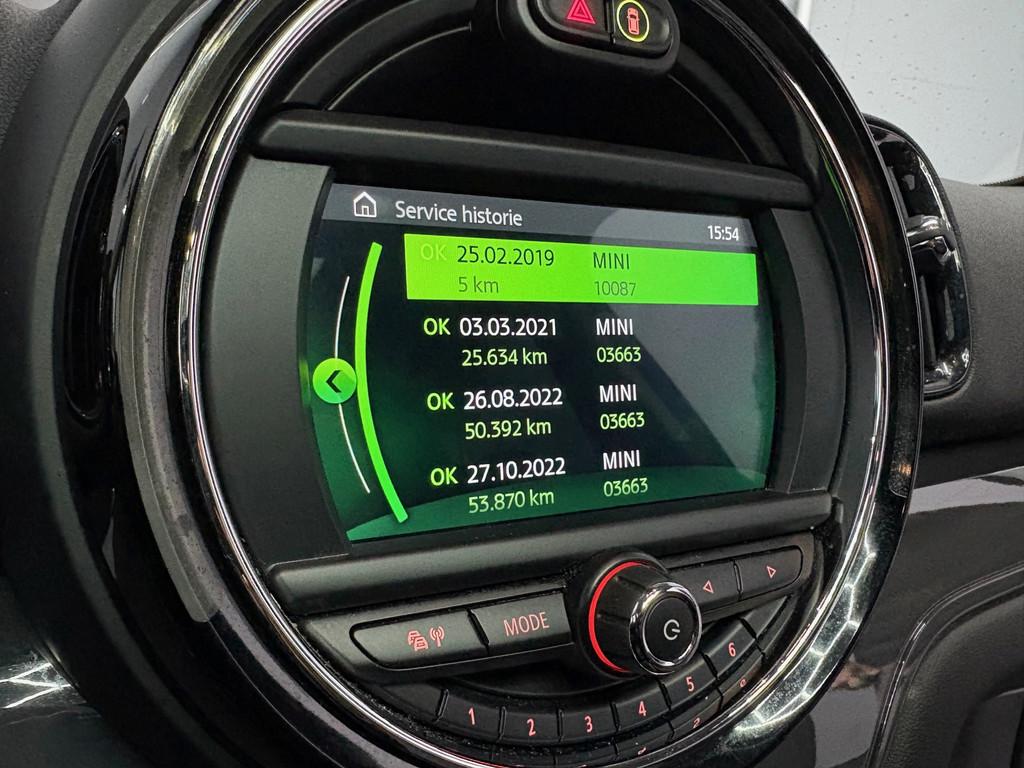 Service historie
15:54
OK 25.02.2019 MINI
5 km 10087
OK 03.03.2021 MINI
25.634 km 03663
OK 26.08.2022 MINI
50.392 km 03663
OK 27.10.2022 MINI
53.870 km 03663
MODE
1 2 3 4 5 6